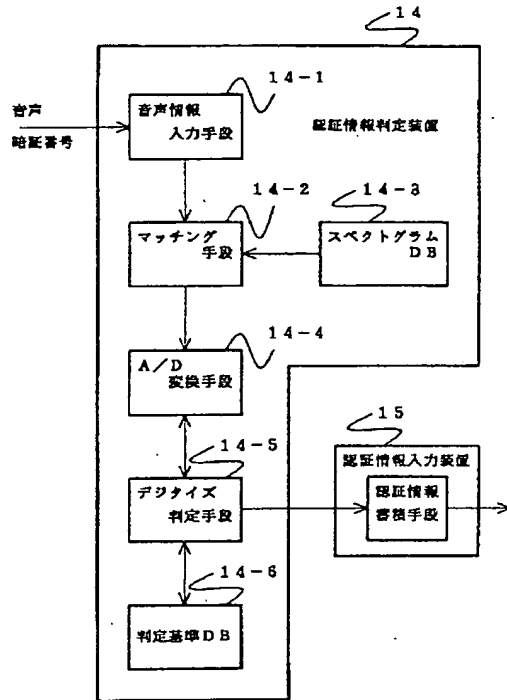 14
14-1
音声
暗証番号
音声情報
入力手段
認証情報判定装置
14-2
14-3
マッチング
手段
スペクトグラム
DB
14-4
A/D
変換手段
14-5
15
デジタイズ
判定手段
認証情報入力装置
認証情報
蓄積手段
14-6
判定基準DB